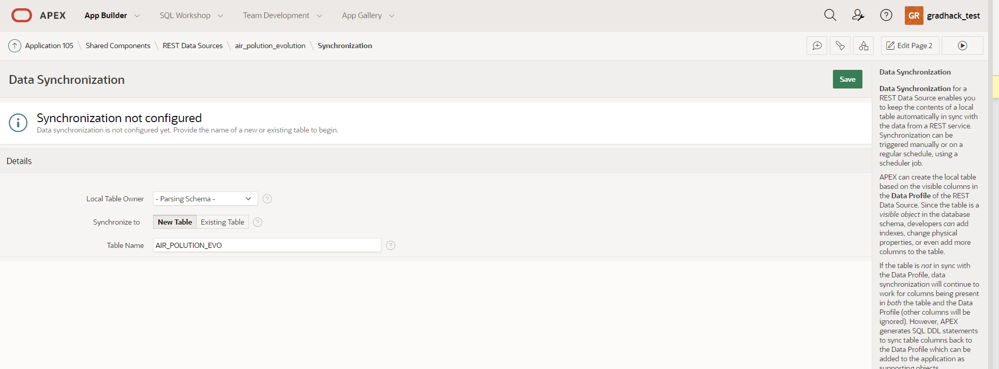 APEX App Builder SQL Workshop Team Development App Gallery GR gradhack_test
Application 105 \ Shared Components \ REST Data Sources \ air_polution_evolution \ Synchronization Edit Page 2
Data Synchronization Save
Synchronization not configured
Data synchronization is not configured yet. Provide the name of a new or existing table to begin.
Details
Local Table Owner - Parsing Schema -
Synchronize to New Table Existing Table
Table Name AIR_POLUTION_EVO
Data Synchronization
Data Synchronization for a
REST Data Source enables you
to keep the contents of a local
table automatically in sync with
the data from a REST service.
Synchronization can be
triggered manually or on a
regular schedule, using a
scheduler job.
APEX can create the local table
based on the visible columns in
the Data Profile of the REST
Data Source. Since the table is a
visible object in the database
schema, developers can add
indexes, change physical
properties, or even add more
columns to the table.
If the table is not in sync with
the Data Profile, data
synchronization will continue to
work for columns being present
in both the table and the Data
Profile (other columns will be
ignored). However, APEX
generates SQL DDL statements
to sync table columns back to
the Data Profile which can be
added to the application as
supporting objects.